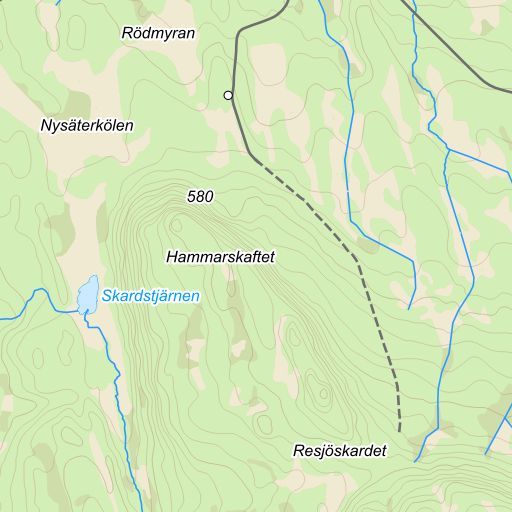 Rödmyran
Nysäterkölen
580
Hammarskaftet
Skardstjärnen
Resjöskardet